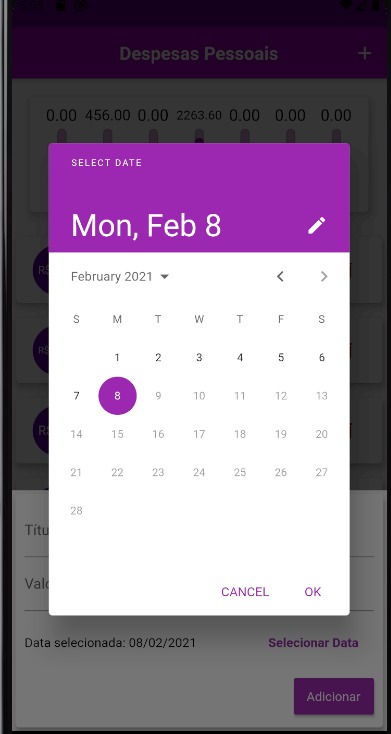 Despesas Pessoais +
0.00 456.00 0.00 2263.60 0.00 0.00 0.00
SELECT DATE
Mon, Feb 8
February 2021
S M T W T F S
1 2 3 4 5 6
7 8 9 10 11 12 13
14 15 16 17 18 19 20
21 22 23 24 25 26 27
28
CANCEL OK
Data selecionada: 08/02/2021 Selecionar Data
Adicionar